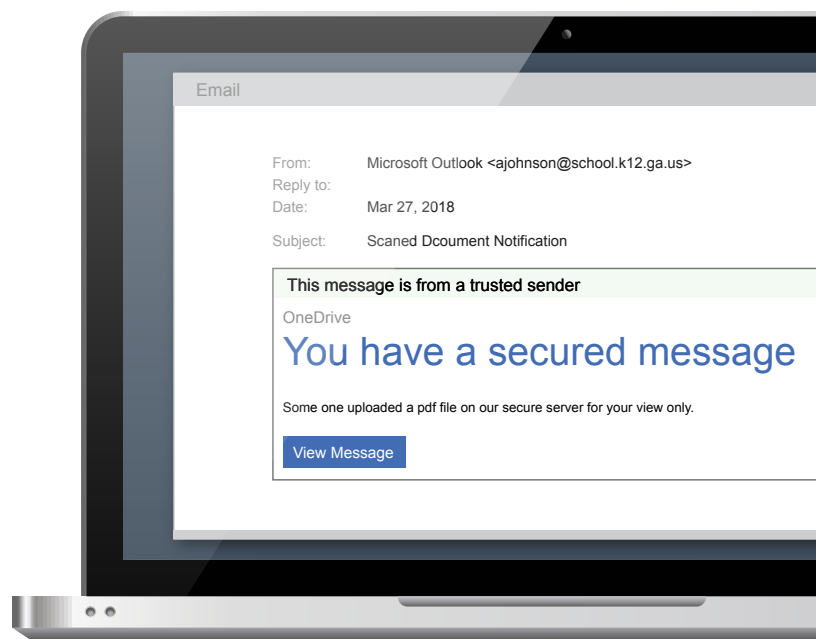 Email
From: Microsoft Outlook <ajohnson@school.k12.ga.us>
Reply to:
Date: Mar 27, 2018
Subject: Scaned Dcoument Notification
This message is from a trusted sender
OneDrive
You have a secured message
Some one uploaded a pdf file on our secure server for your view only.
View Message